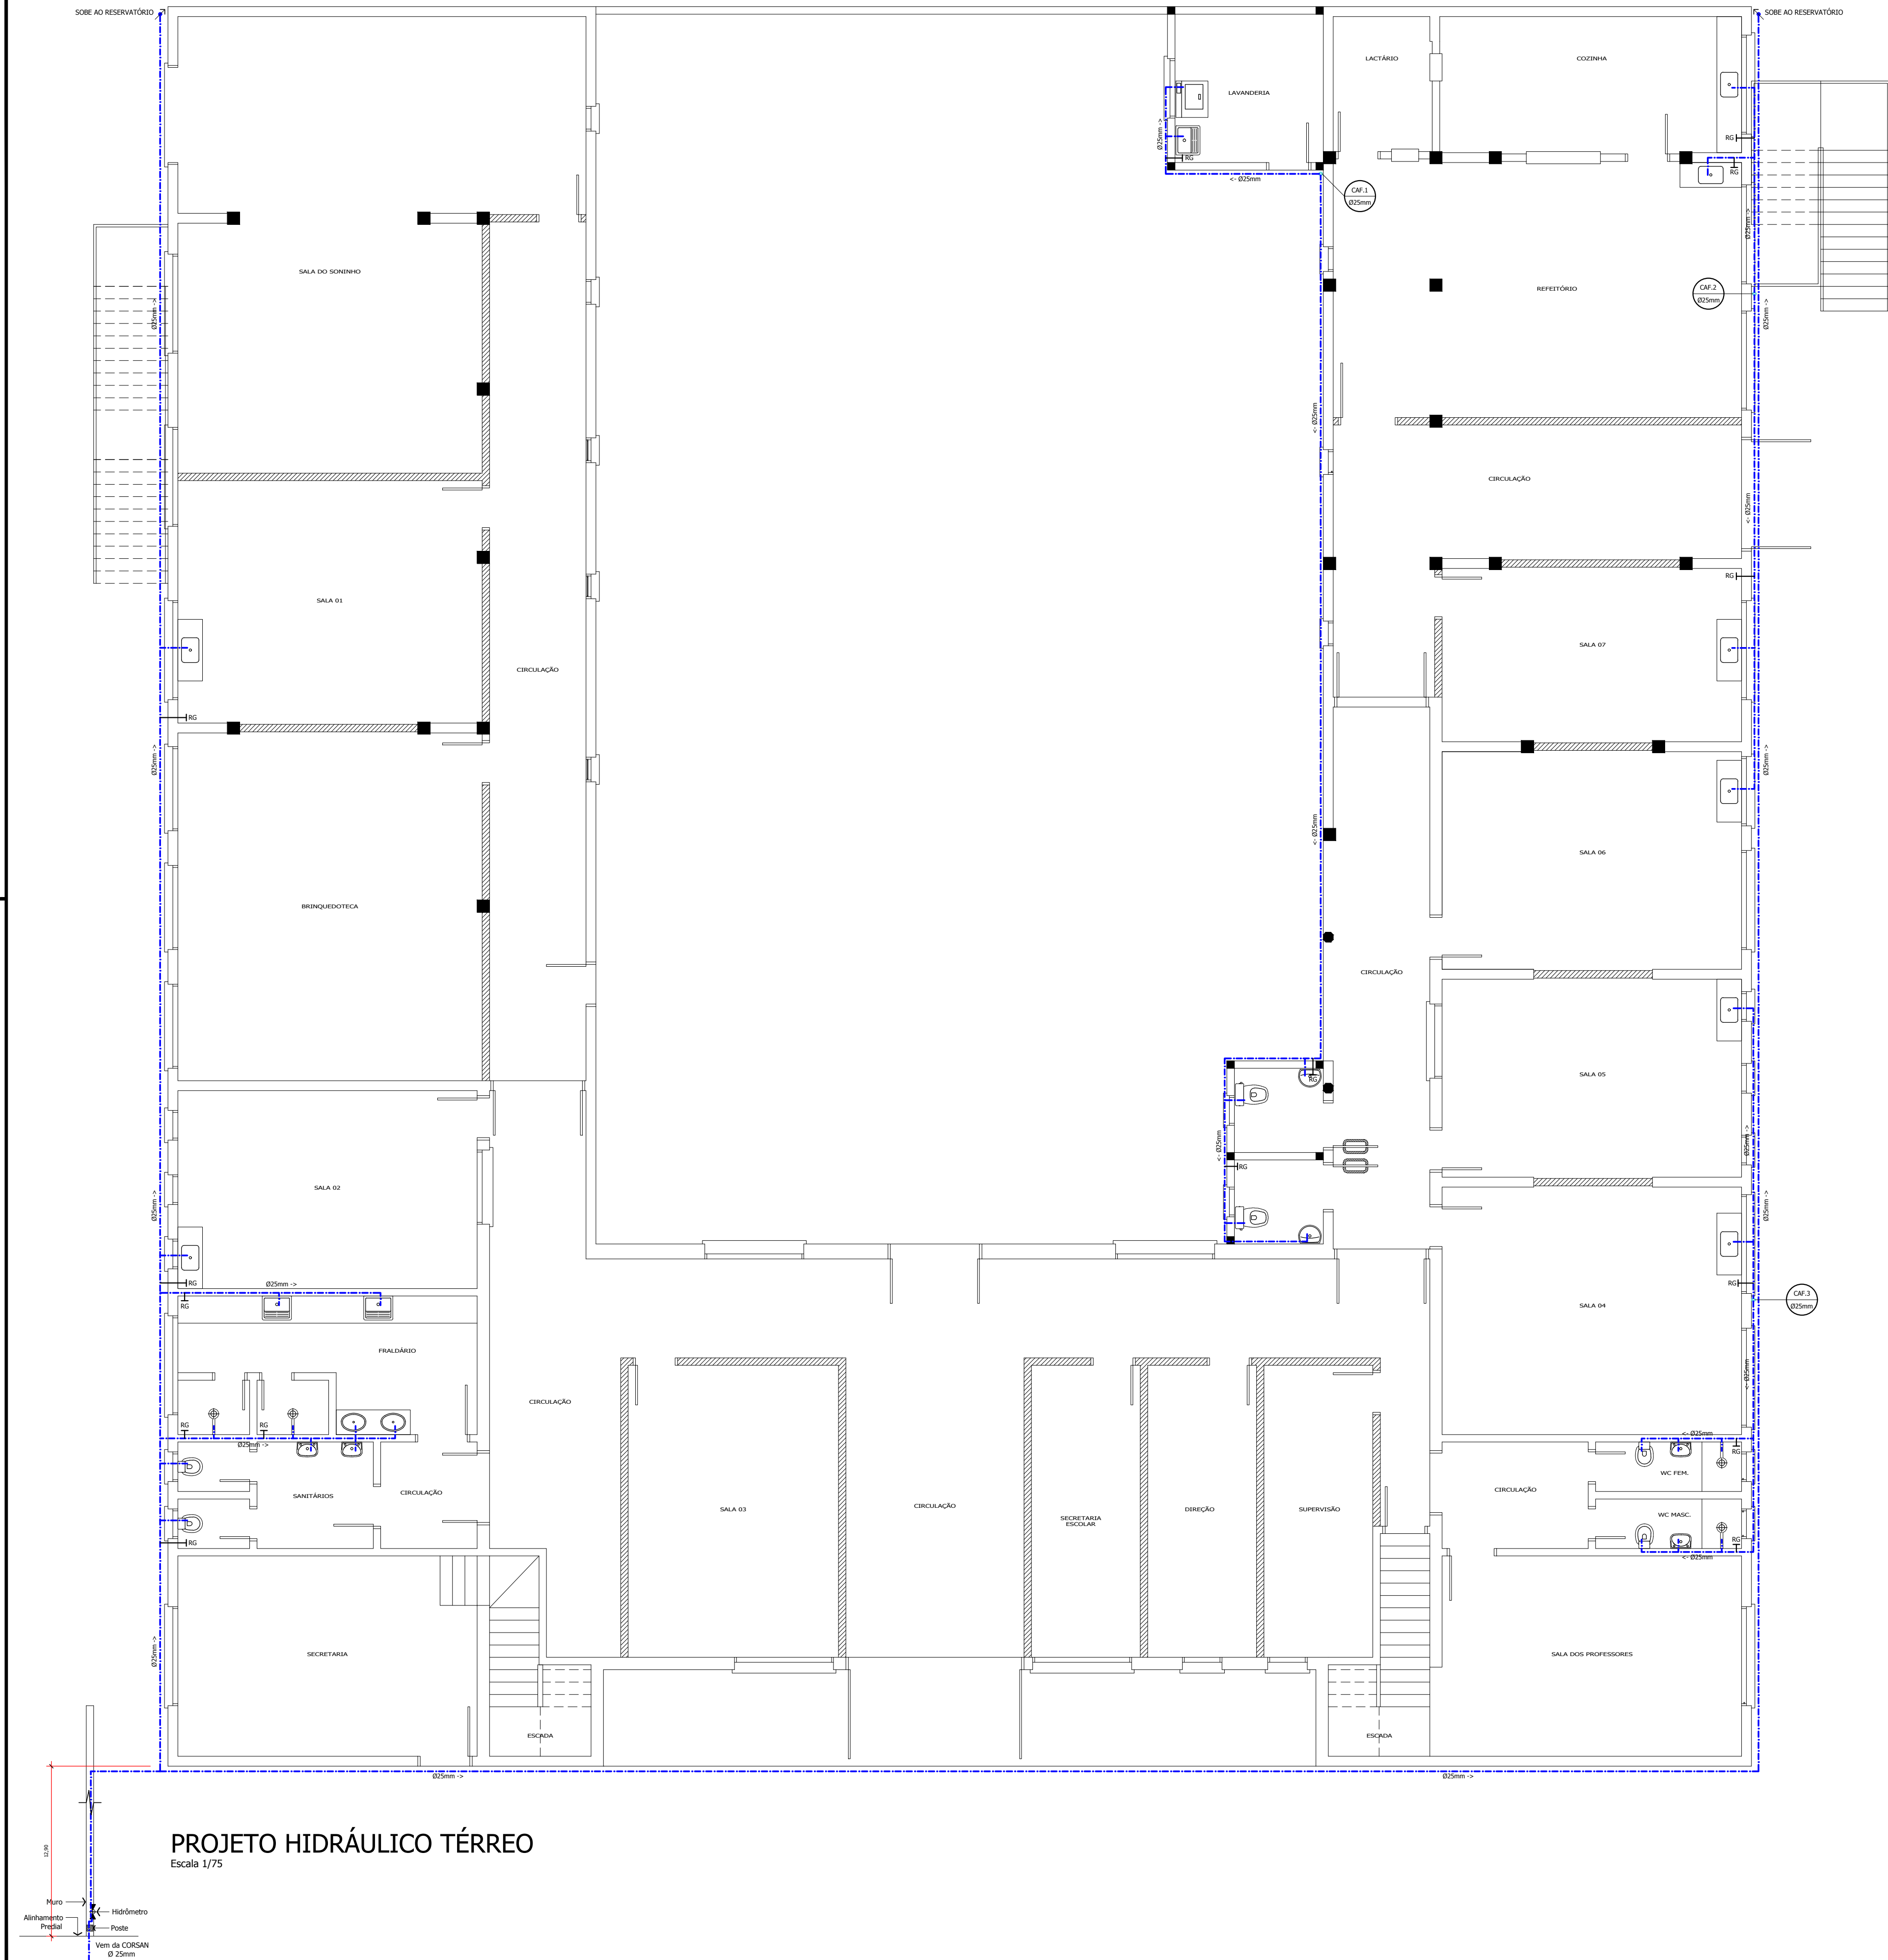 SOBE AO RESERVATÓRIO
SOBE AO RESERVATÓRIO
LACTÁRIO
COZINHA
LAVANDERIA
Ø25mm ->
RG
RG
RG
<- Ø25mm
CAF.1
Ø25mm
Ø25mm ->
SALA DO SONINHO
REFEITÓRIO
CAF.2
Ø25mm
Ø25mm ->
Ø25mm ->
<- Ø25mm
CIRCULAÇÃO
<- Ø25mm
RG
SALA 01
SALA 07
CIRCULAÇÃO
RG
Ø25mm ->
Ø25mm ->
<- Ø25mm
SALA 06
BRINQUEDOTECA
CIRCULAÇÃO
SALA 05
RG
<- Ø25mm
Ø25mm ->
RG
SALA 02
Ø25mm ->
Ø25mm ->
RG
Ø25mm ->
RG
RG
CAF.3
Ø25mm
SALA 04
FRALDÁRIO
<- Ø25mm
CIRCULAÇÃO
RG
RG
Ø25mm ->
<- Ø25mm
RG
WC FEM.
SANITÁRIOS
CIRCULAÇÃO
CIRCULAÇÃO
SALA 03
CIRCULAÇÃO
SECRETARIA
ESCOLAR
DIREÇÃO
SUPERVISÃO
WC MASC.
RG
RG
<- Ø25mm
Ø25mm ->
SECRETARIA
SALA DOS PROFESSORES
ESCADA
ESCADA
Ø25mm ->
Ø25mm ->
PROJETO HIDRÁULICO TÉRREO
Escala 1/75
12,90
Muro
Hidrômetro
Alinhamento
Predial
Poste
Vem da CORSAN
Ø 25mm